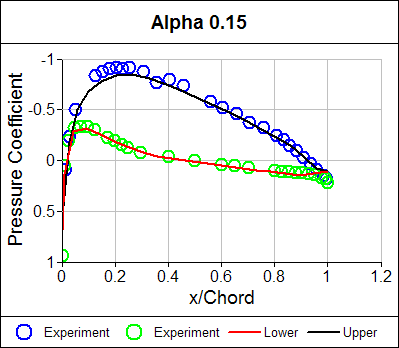 Alpha 0.15
Pressure Coefficient
-1
-0.5
0
0.5
1
0
0.2
0.4
0.6
0.8
1
1.2
x/Chord
Experiment
Experiment
Lower
Upper